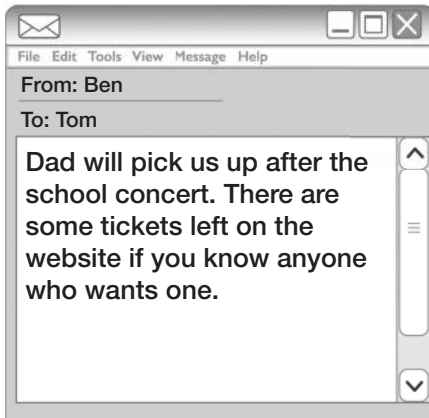 File Edit Tools View Message Help
From: Ben
To: Tom
Dad will pick us up after the
school concert. There are
some tickets left on the
website if you know anyone
who wants one.